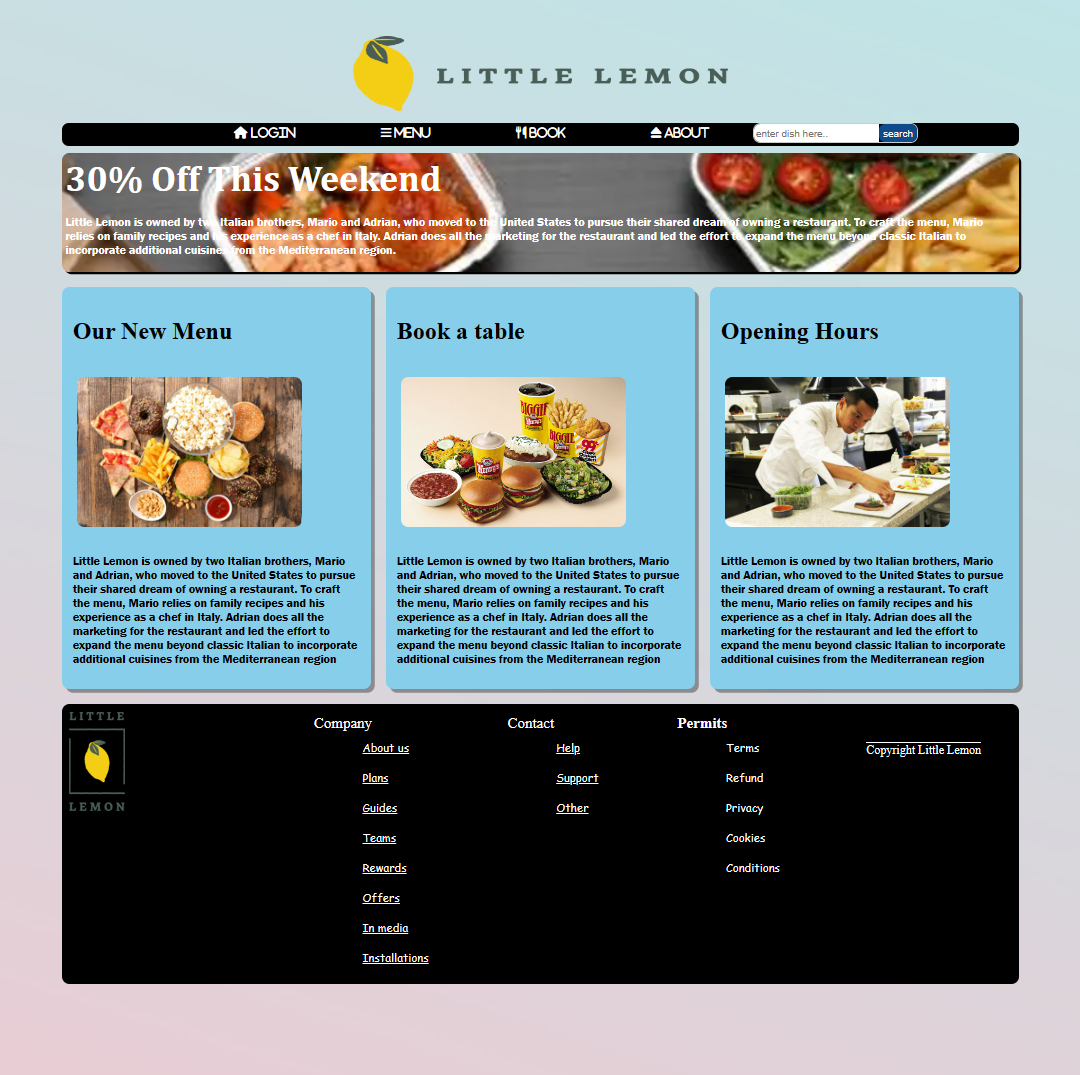 LITTLE LEMON
LOGIN
MENU
BOOK
ABOUT
enter dish here..
search
30% Off This Weekend
Little Lemon is owned by two Italian brothers, Mario and Adrian, who moved to the United States to pursue their shared dream of owning a restaurant. To craft the menu, Mario
relies on family recipes and his experience as a chef in Italy. Adrian does all the marketing for the restaurant and led the effort to expand the menu beyond classic Italian to
incorporate additional cuisines from the Mediterranean region.
Our New Menu
Little Lemon is owned by two Italian brothers, Mario
and Adrian, who moved to the United States to pursue
their shared dream of owning a restaurant. To craft
the menu, Mario relies on family recipes and his
experience as a chef in Italy. Adrian does all the
marketing for the restaurant and led the effort to
expand the menu beyond classic Italian to incorporate
additional cuisines from the Mediterranean region
Book a table
BIGGIE
BIGGIE
99¢
Little Lemon is owned by two Italian brothers, Mario
and Adrian, who moved to the United States to pursue
their shared dream of owning a restaurant. To craft
the menu, Mario relies on family recipes and his
experience as a chef in Italy. Adrian does all the
marketing for the restaurant and led the effort to
expand the menu beyond classic Italian to incorporate
additional cuisines from the Mediterranean region
Opening Hours
Little Lemon is owned by two Italian brothers, Mario
and Adrian, who moved to the United States to pursue
their shared dream of owning a restaurant. To craft
the menu, Mario relies on family recipes and his
experience as a chef in Italy. Adrian does all the
marketing for the restaurant and led the effort to
expand the menu beyond classic Italian to incorporate
additional cuisines from the Mediterranean region
LITTLE
LEMON
Company
About us
Plans
Guides
Teams
Rewards
Offers
In media
Installations
Contact
Help
Support
Other
Permits
Terms
Refund
Privacy
Cookies
Conditions
Copyright Little Lemon